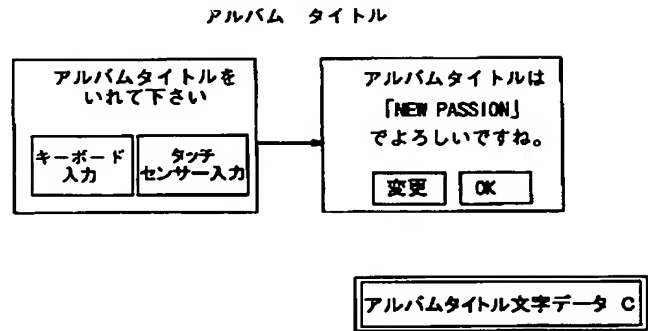 アルバム タイトル
アルバムタイトルを
いれて下さい
キーボード
入力
タッチ
センサー入力
アルバムタイトルは
「NEW PASSION」
でよろしいですね。
変更
OK
アルバムタイトル文字データ C